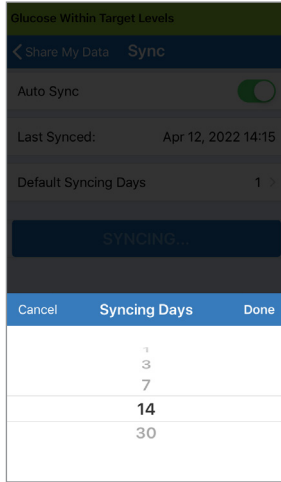 Glucose Within Target Levels
Share My Data Sync
Auto Sync
Last Synced: Apr 12, 2022 14:15
Default Syncing Days 1
SYNCING...
Cancel Syncing Days Done
1
3
7
14
30